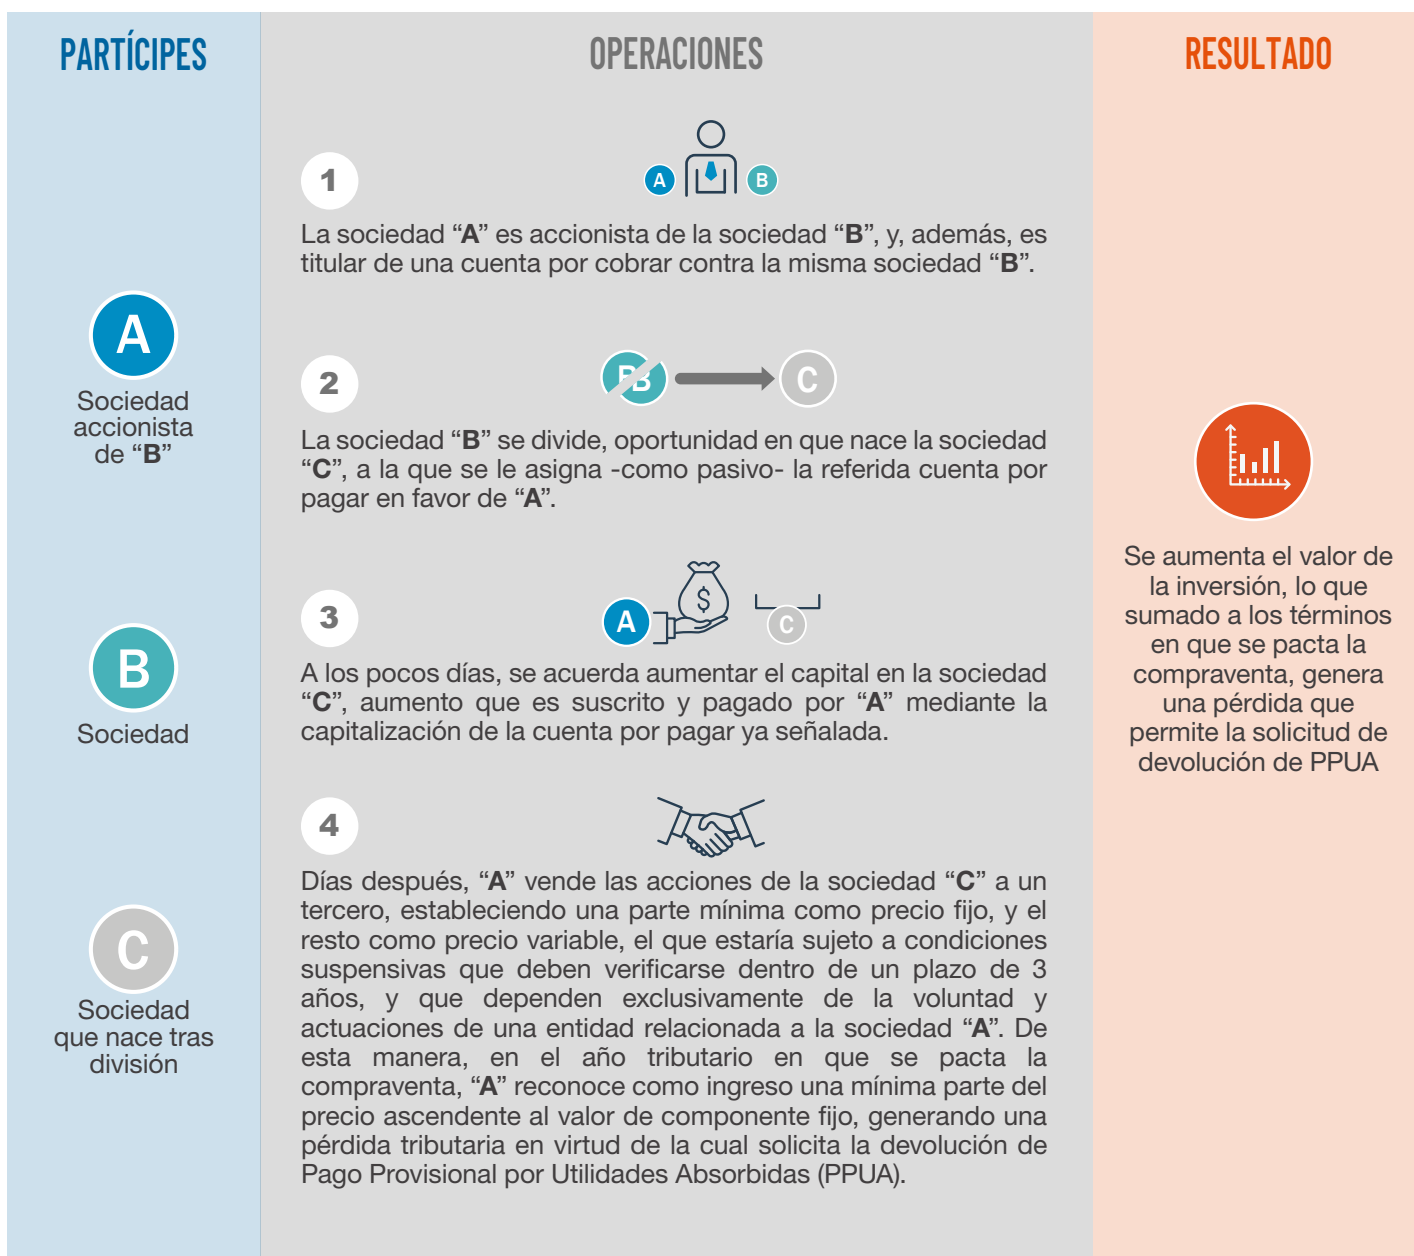 PARTÍCIPES
A
Sociedad
accionista
de “B”
B
Sociedad
C
Sociedad
que nace tras
división
OPERACIONES
1
A
B
La sociedad “A” es accionista de la sociedad “B”, y, además, es
titular de una cuenta por cobrar contra la misma sociedad “B”.
2
BB
C
La sociedad “B” se divide, oportunidad en que nace la sociedad
“C”, a la que se le asigna -como pasivo- la referida cuenta por
pagar en favor de “A”.
3
A
$
C
A los pocos días, se acuerda aumentar el capital en la sociedad
“C”, aumento que es suscrito y pagado por “A” mediante la
capitalización de la cuenta por pagar ya señalada.
4
Días después, “A” vende las acciones de la sociedad “C” a un
tercero, estableciendo una parte mínima como precio fijo, y el
resto como precio variable, el que estaría sujeto a condiciones
suspensivas que deben verificarse dentro de un plazo de 3
años, y que dependen exclusivamente de la voluntad y
actuaciones de una entidad relacionada a la sociedad “A”. De
esta manera, en el año tributario en que se pacta la
compraventa, “A” reconoce como ingreso una mínima parte del
precio ascendente al valor de componente fijo, generando una
pérdida tributaria en virtud de la cual solicita la devolución de
Pago Provisional por Utilidades Absorbidas (PPUA).
RESULTADO
Se aumenta el valor de
la inversión, lo que
sumado a los términos
en que se pacta la
compraventa, genera
una pérdida que
permite la solicitud de
devolución de PPUA